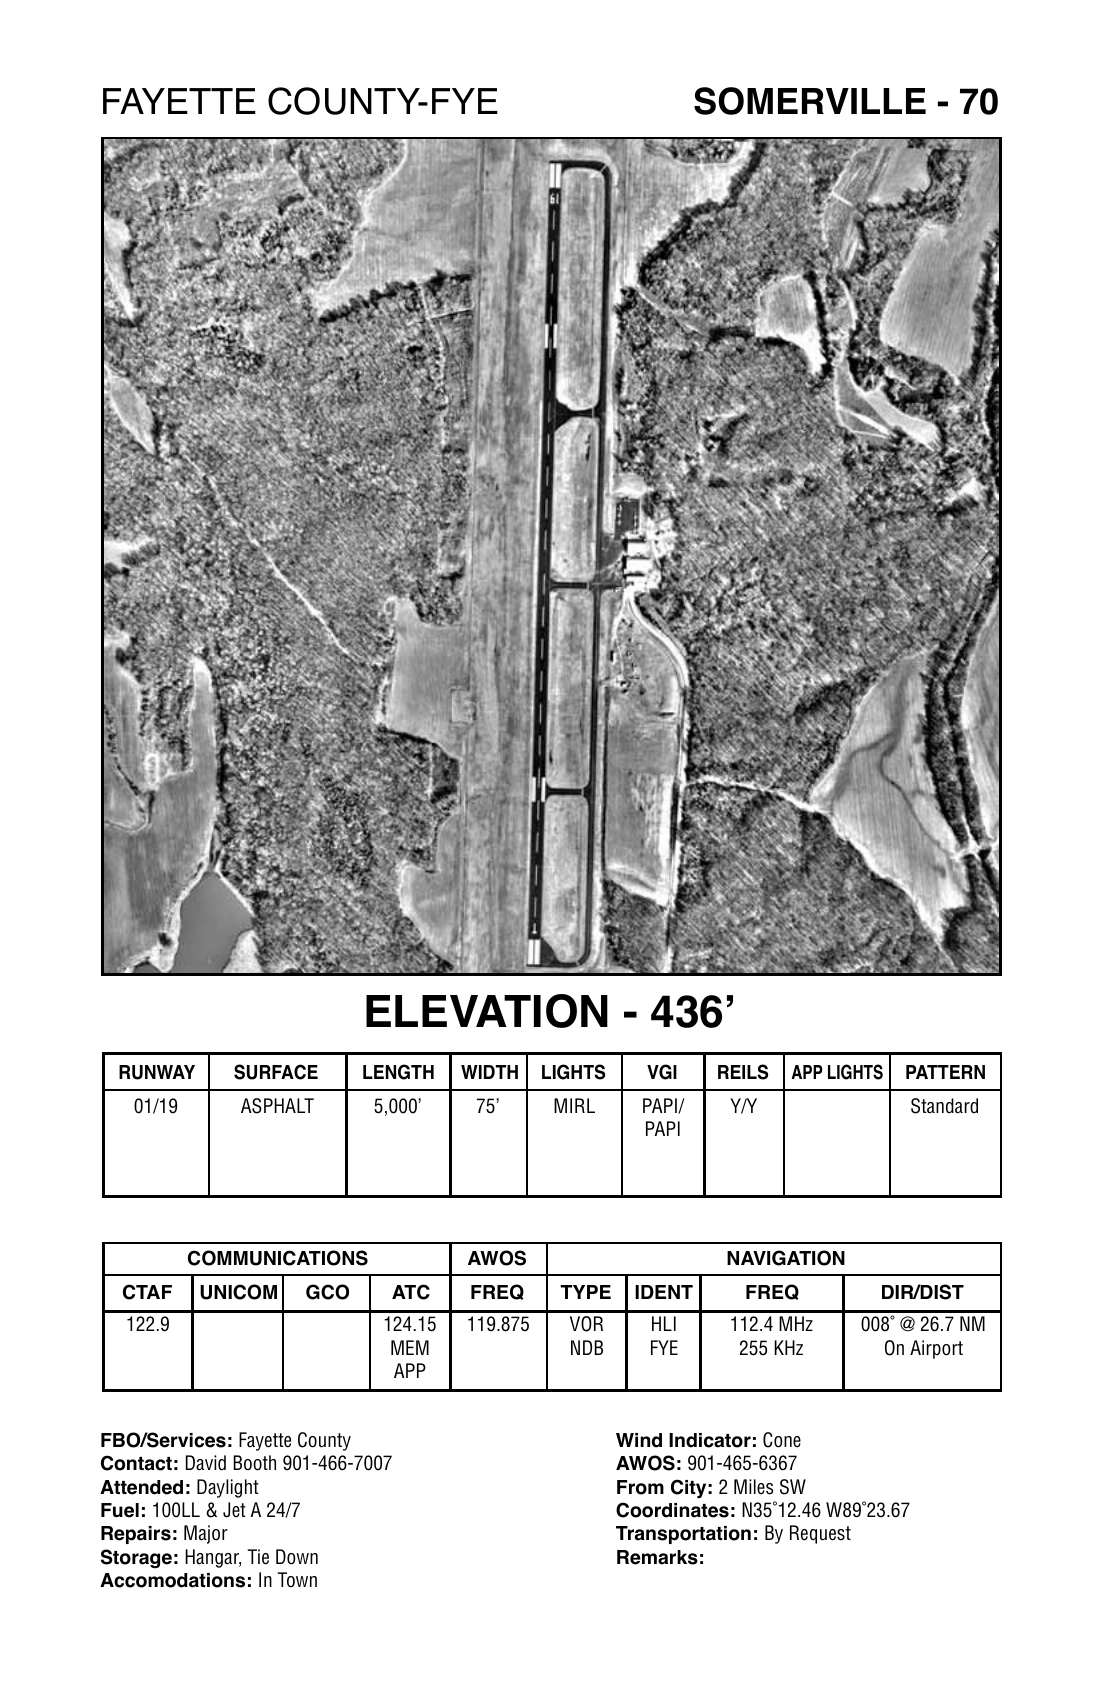 FAYETTE COUNTY-FYE SOMERVILLE - 70
19
1
ELEVATION - 436’
RUNWAY SURFACE LENGTH WIDTH LIGHTS VGI REILS APP LIGHTS PATTERN
01/19 ASPHALT 5,000’ 75’ MIRL PAPI/ Y/Y Standard
PAPI
COMMUNICATIONS AWOS NAVIGATION
CTAF UNICOM GCO ATC FREQ TYPE IDENT FREQ DIR/DIST
122.9 124.15 119.875 VOR HLI 112.4 MHz 008˚ @ 26.7 NM
MEM NDB FYE 255 KHz On Airport
APP
FBO/Services: Fayette County
Contact: David Booth 901-466-7007
Attended: Daylight
Fuel: 100LL & Jet A 24/7
Repairs: Major
Storage: Hangar, Tie Down
Accomodations: In Town
Wind Indicator: Cone
AWOS: 901-465-6367
From City: 2 Miles SW
Coordinates: N35˚12.46 W89˚23.67
Transportation: By Request
Remarks: